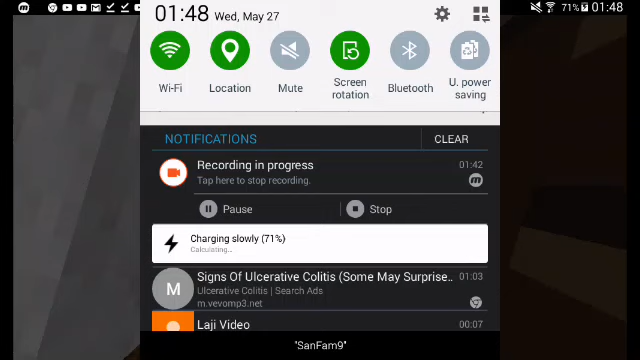 01:48 Wed, May 27
71% 01:48
Wi-Fi
Location
Mute
Screen rotation
Bluetooth
U. power saving
NOTIFICATIONS
CLEAR
Recording in progress 01:42
Tap here to stop recording.
Pause
Stop
Charging slowly (71%)
Calculating...
M
Signs Of Ulcerative Colitis (Some May Surprise.. 01:03
Ulcerative Colitis | Search Ads
m.vevomp3.net
Laji Video 00:07
"SanFam9"